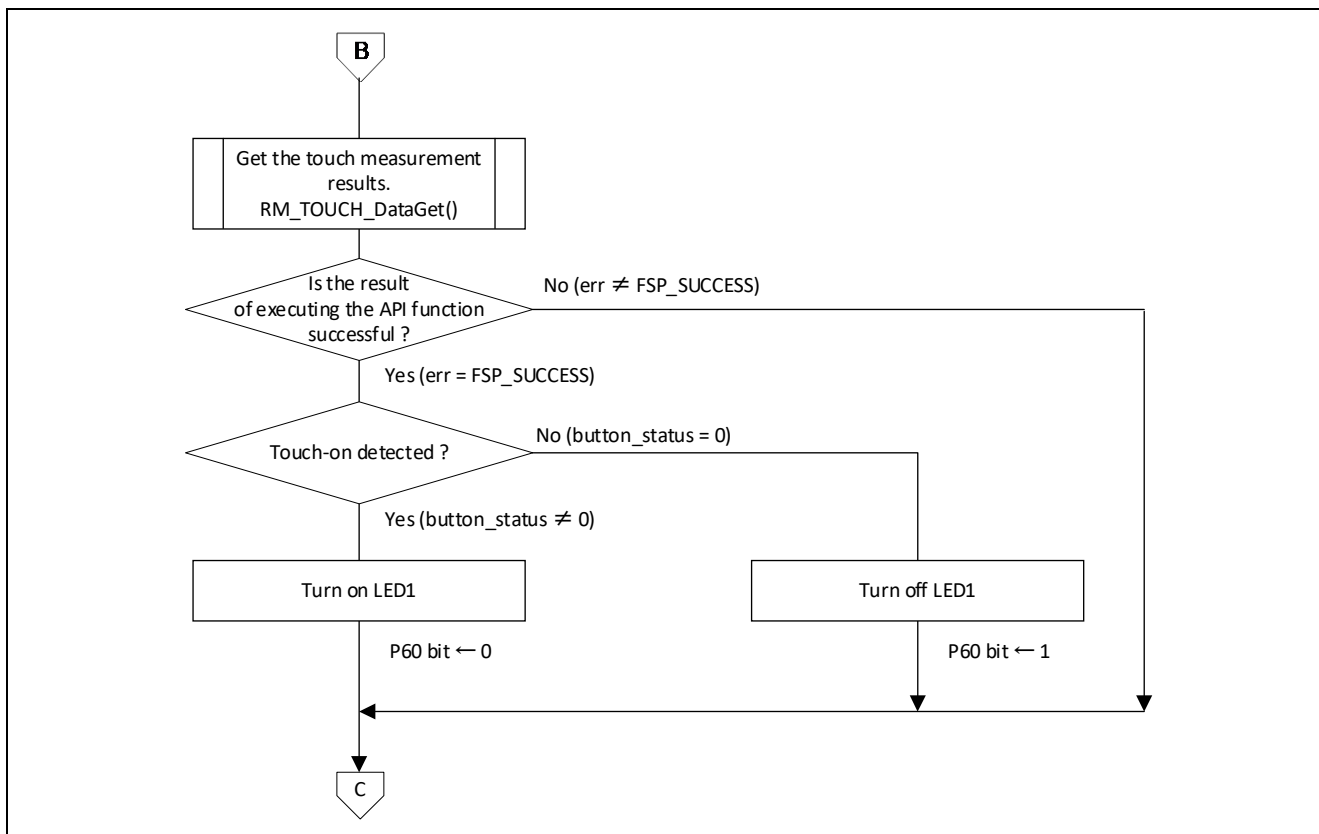 B
Get the touch measurement
results.
RM_TOUCH_DataGet()
Is the result
of executing the API function
successful ?
No (err ≠ FSP_SUCCESS)
Yes (err = FSP_SUCCESS)
Touch-on detected ?
No (button_status = 0)
Yes (button_status ≠ 0)
Turn on LED1
Turn off LED1
P60 bit ← 0
P60 bit ← 1
C